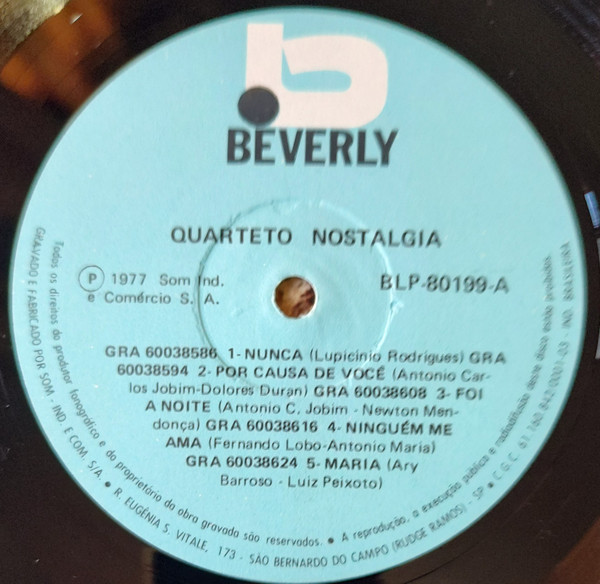 b
BEVERLY
QUARTETO NOSTALGIA
P 1977 Som Ind.
e Comércio S. A.
BLP-80199-A
GRA 60038586 1- NUNCA (Lupicinio Rodrigues) GRA
60038594 2- POR CAUSA DE VOCÊ (Antonio Car-
los Jobim-Dolores Duran) GRA 60038608 3- FOI
A NOITE (Antonio C. Jobim - Newton Men-
donça) GRA 60038616 4- NINGUÉM ME
AMA (Fernando Lobo-Antonio Maria)
GRA 60038624 5- MARIA (Ary
Barroso - Luiz Peixoto)
Todos os direitos do produtor fonográfico e do proprietário da obra gravada são reservados. • A reprodução, a execução pública e radiodifusão deste disco estão proibidas.
GRAVADO E FABRICADO POR SOM - IND. E COM. S/A. • R. EUGÊNIA S. VITALE, 173 - SÃO BERNARDO DO CAMPO (RUDGE RAMOS) - SP • C.G.C. 61.160.842/0001-03 IND. BRASILEIRA